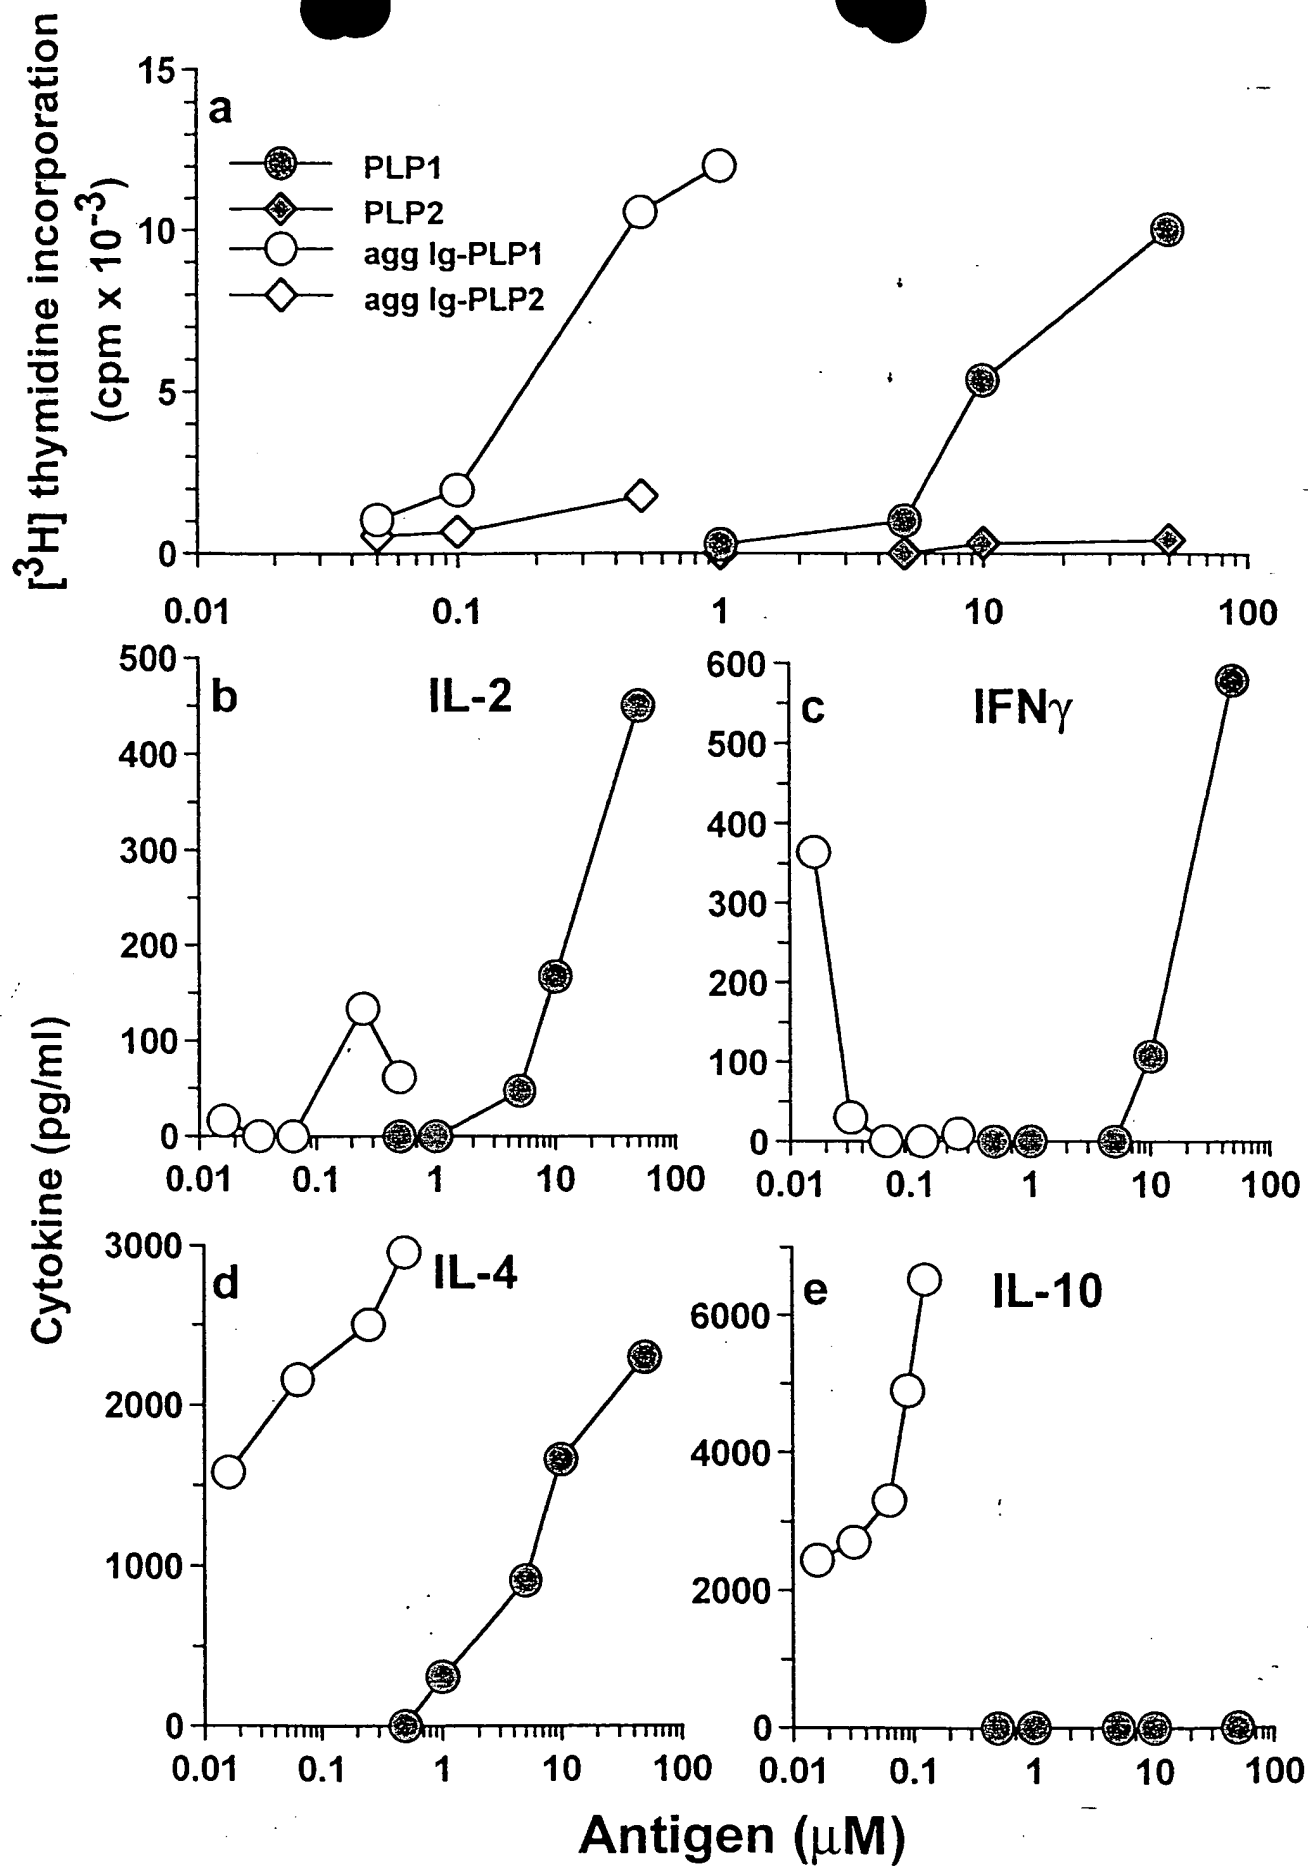 [³H] thymidine incorporation
(cpm x 10⁻³)
15
10
5
0
a
PLP1
PLP2
agg Ig-PLP1
agg Ig-PLP2
0.01 0.1 1 10 100
Cytokine (pg/ml)
500
400
300
200
100
0
b
IL-2
0.01 0.1 1 10 100
600
500
400
300
200
100
0
c
IFNγ
0.01 0.1 1 10 100
3000
2000
1000
0
d
IL-4
0.01 0.1 1 10 100
6000
4000
2000
0
e
IL-10
0.01 0.1 1 10 100
Antigen (μM)